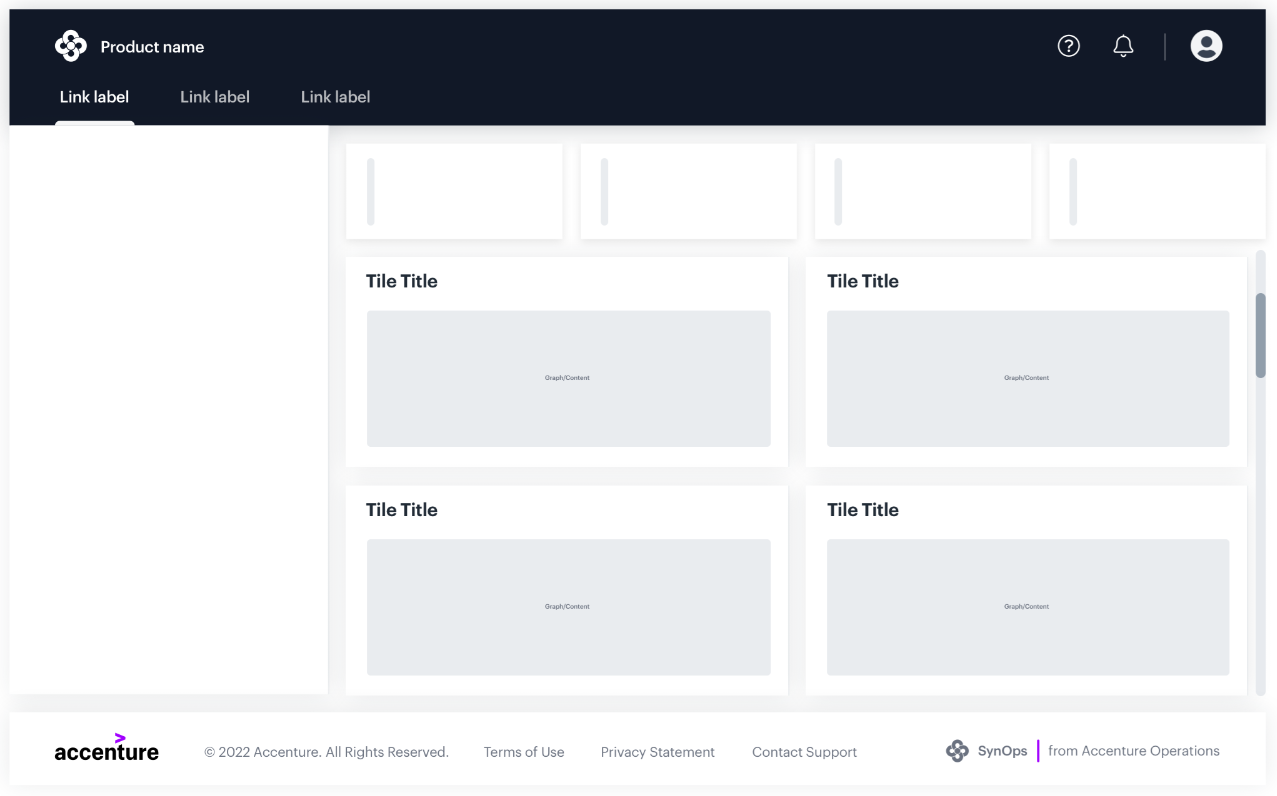 Product name
Link label Link label Link label
Tile Title Tile Title
Graph/Content Graph/Content
Tile Title Tile Title
Graph/Content Graph/Content
accenture © 2022 Accenture. All Rights Reserved. Terms of Use Privacy Statement Contact Support SynOps from Accenture Operations